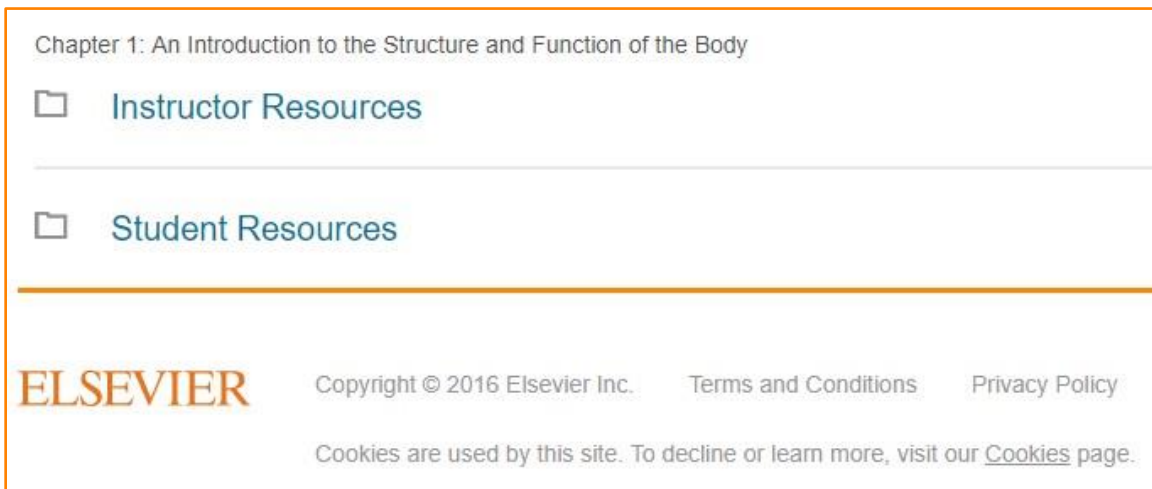 Chapter 1: An Introduction to the Structure and Function of the Body
Instructor Resources
Student Resources
ELSEVIER
Copyright © 2016 Elsevier Inc. Terms and Conditions Privacy Policy
Cookies are used by this site. To decline or learn more, visit our Cookies page.